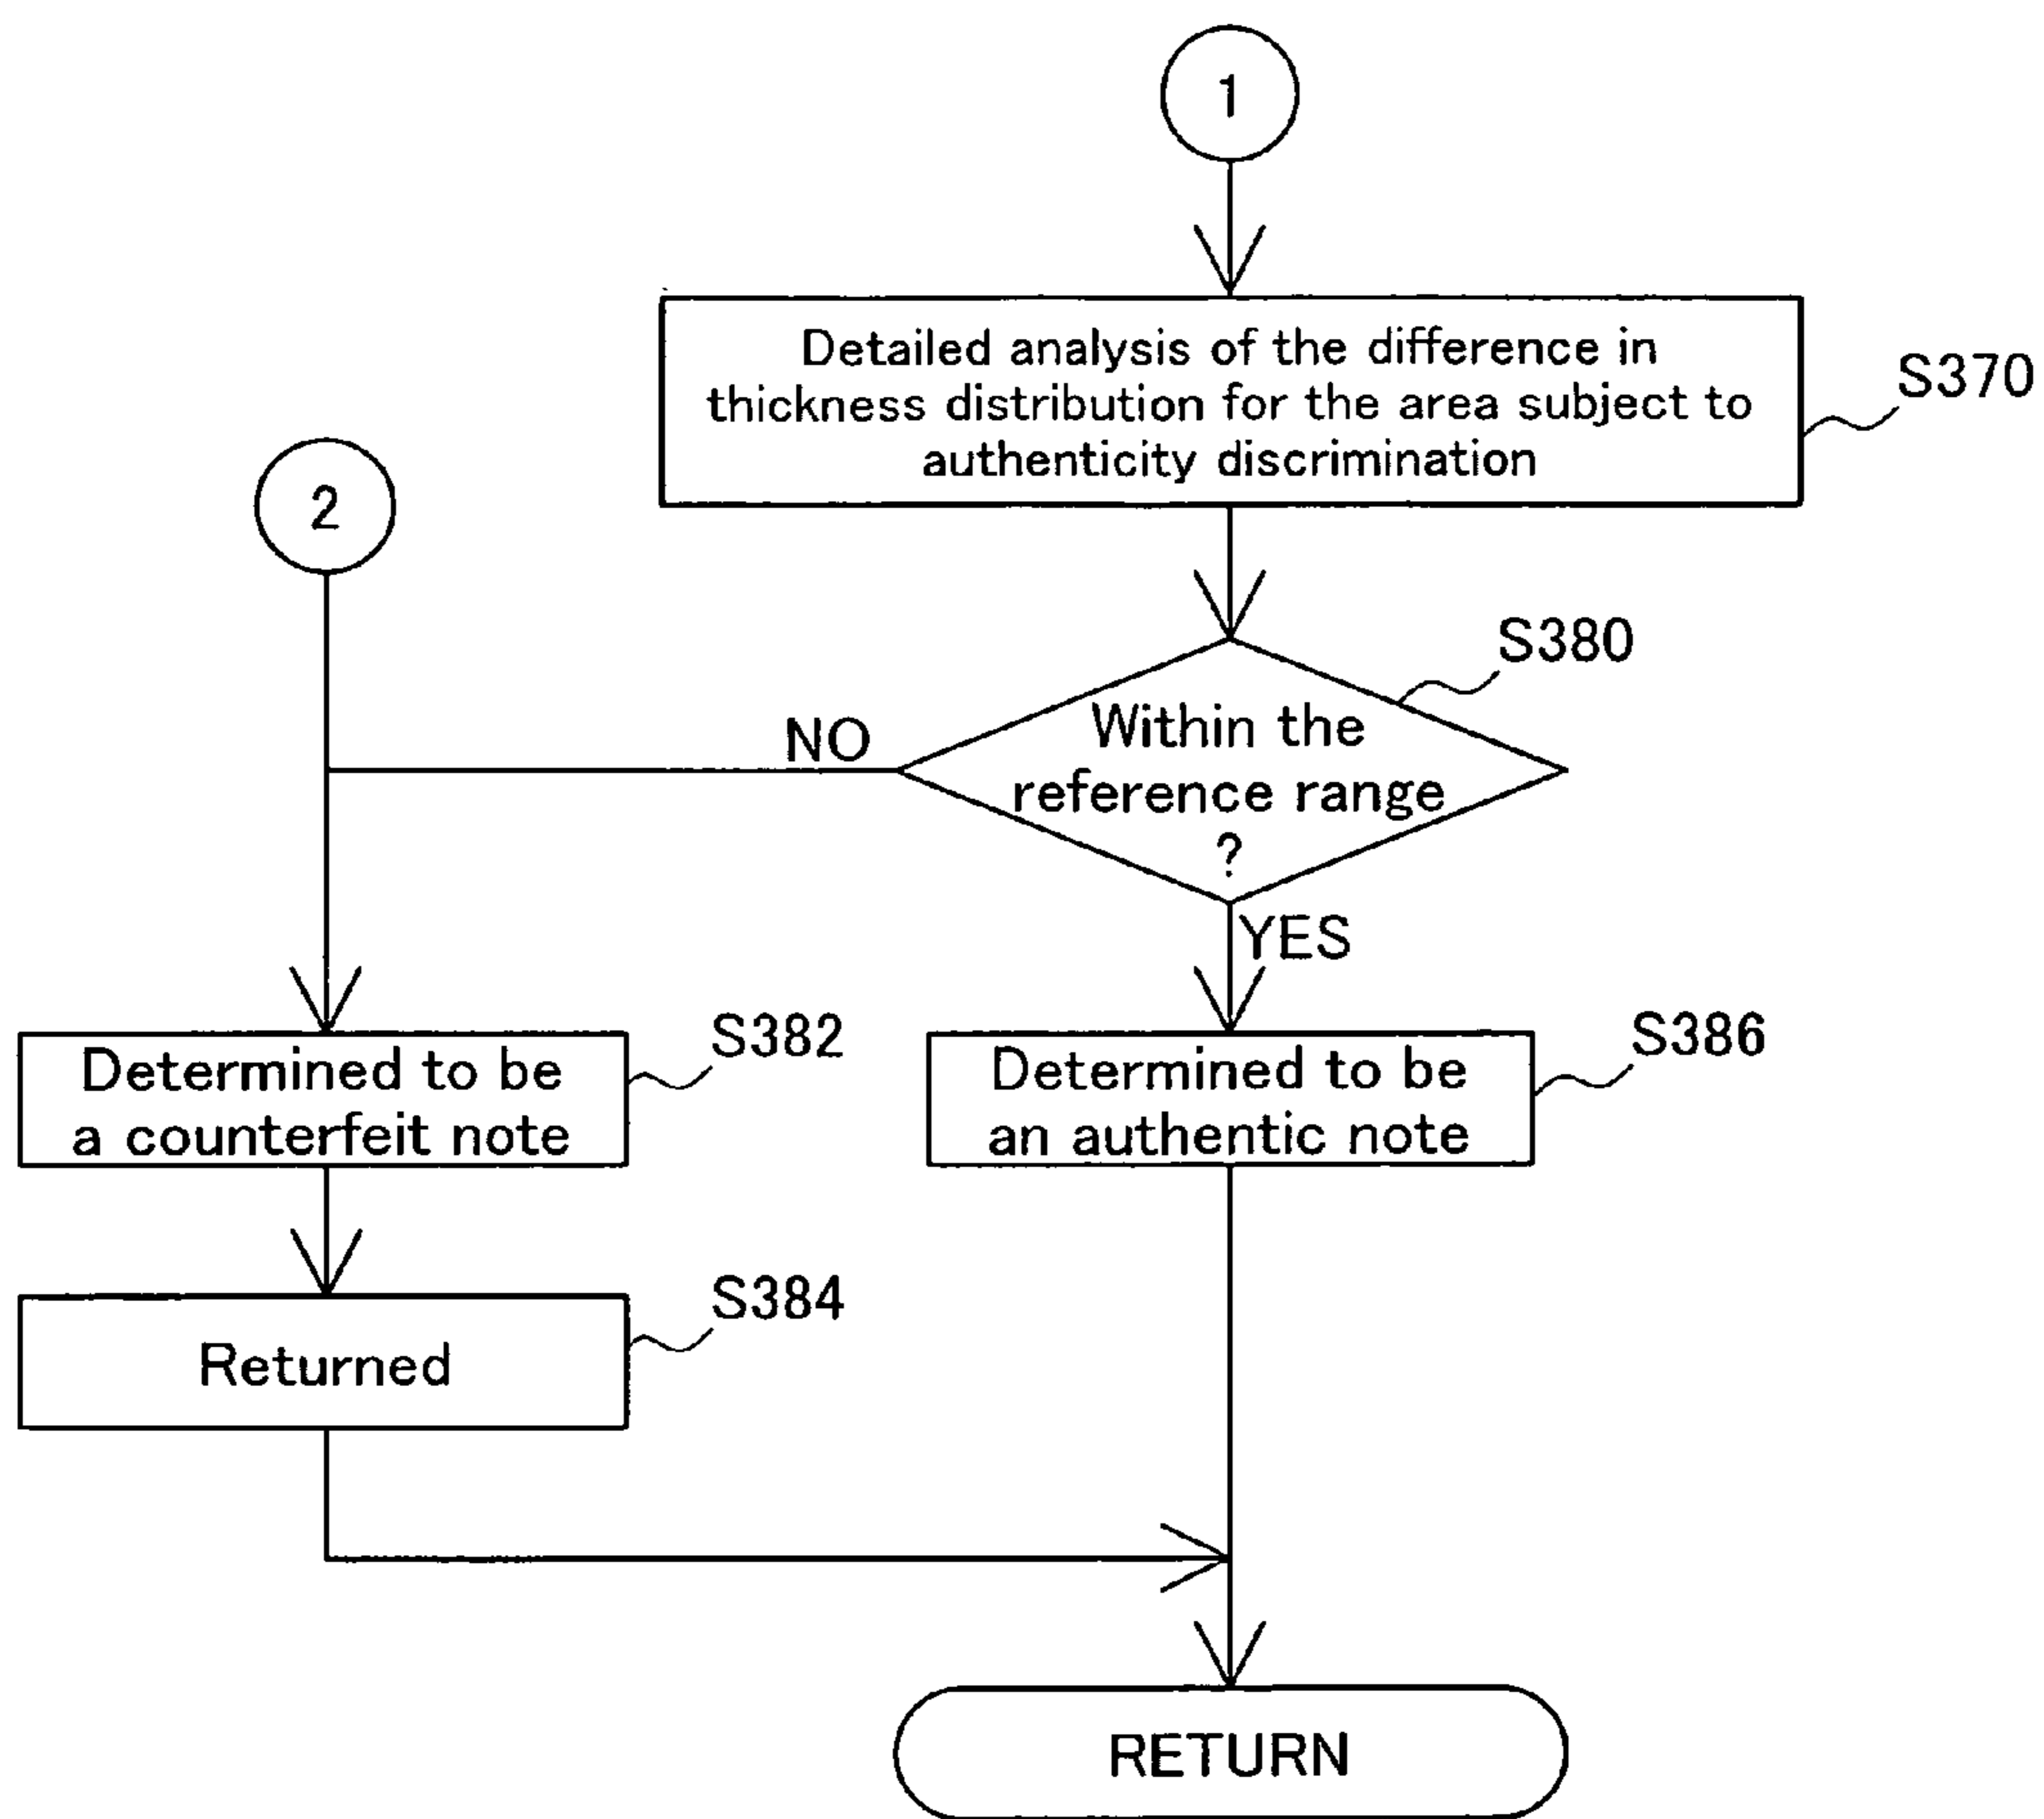 1
Detailed analysis of the difference in
thickness distribution for the area subject to
authenticity discrimination
S370
2
S380
Within the
reference range
?
NO
YES
S382
Determined to be
a counterfeit note
S386
Determined to be
an authentic note
S384
Returned
RETURN